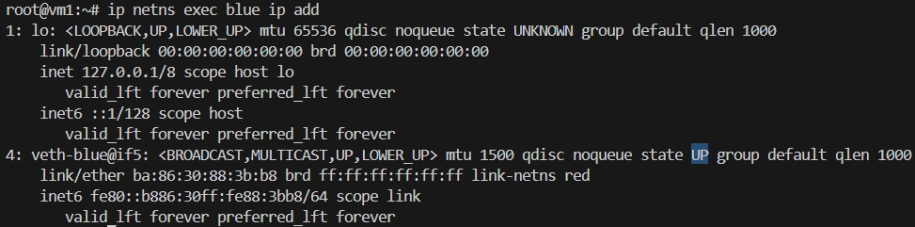 root@vm1:~# ip netns exec blue ip add
1: lo: <LOOPBACK,UP,LOWER_UP> mtu 65536 qdisc noqueue state UNKNOWN group default qlen 1000
link/loopback 00:00:00:00:00:00 brd 00:00:00:00:00:00
inet 127.0.0.1/8 scope host lo
valid_lft forever preferred_lft forever
inet6 ::1/128 scope host
valid_lft forever preferred_lft forever
4: veth-blue@if5: <BROADCAST,MULTICAST,UP,LOWER_UP> mtu 1500 qdisc noqueue state UP group default qlen 1000
link/ether ba:86:30:88:3b:b8 brd ff:ff:ff:ff:ff:ff link-netns red
inet6 fe80::b886:30ff:fe88:3bb8/64 scope link
valid_lft forever preferred_lft forever